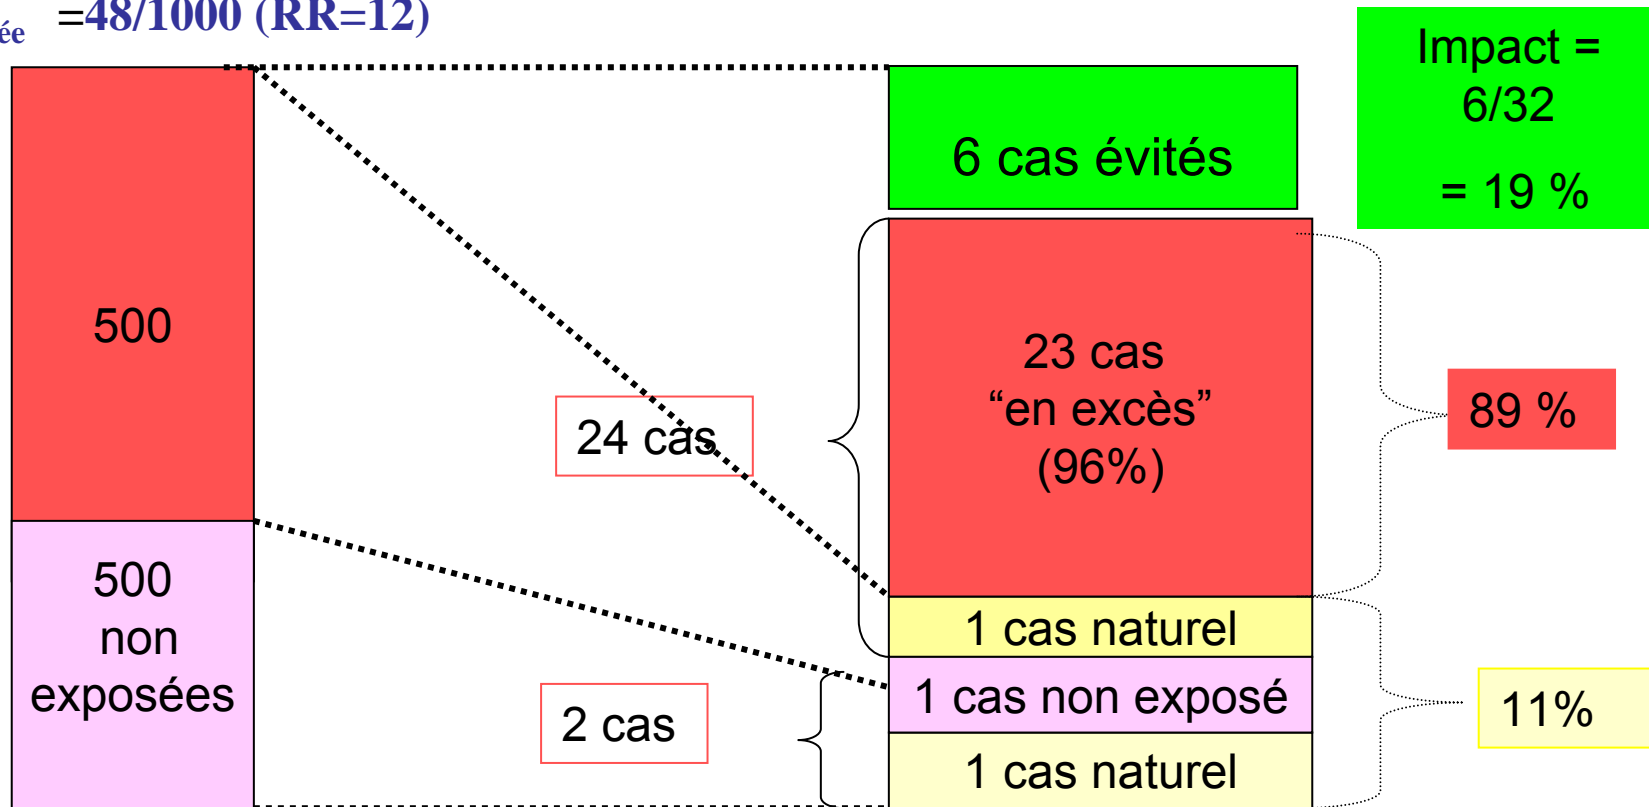 ée =48/1000 (RR=12)
Impact =
6/32
= 19 %
6 cas évités
500
23 cas
“en excès”
(96%)
89 %
24 cas
500
non
exposées
1 cas naturel
1 cas non exposé
2 cas
11%
1 cas naturel